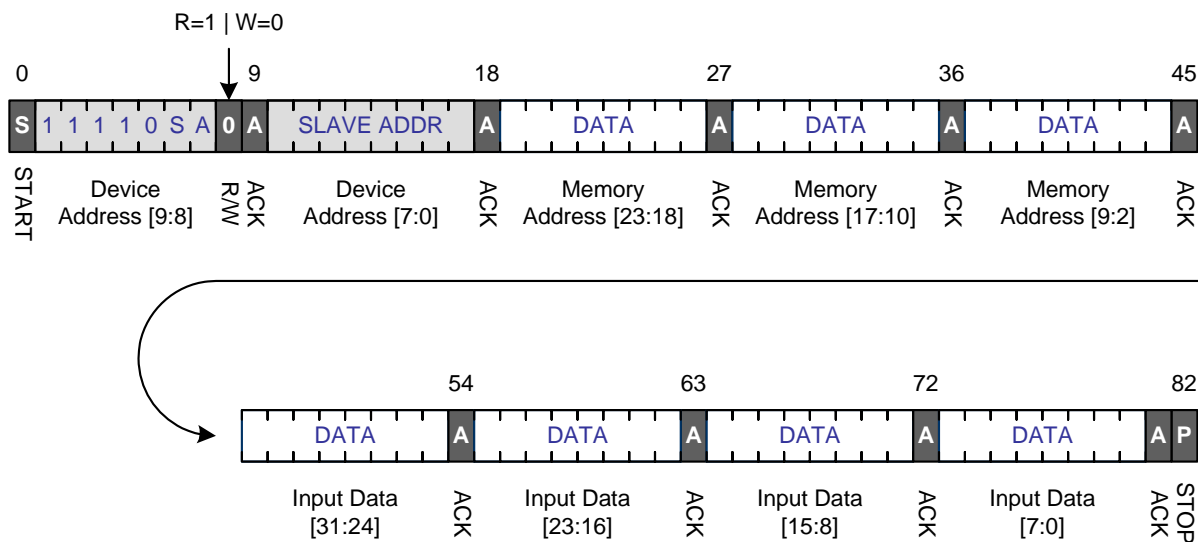 R=1 | W=0
0 9 18 27 36 45
S 1 1 1 1 0 S A 0 A SLAVE ADDR A DATA A DATA A DATA A
START Device Address [9:8] R/W ACK Device Address [7:0] ACK Memory Address [23:18] ACK Memory Address [17:10] ACK Memory Address [9:2] ACK
54 63 72 82
DATA A DATA A DATA A DATA A P
Input Data [31:24] ACK Input Data [23:16] ACK Input Data [15:8] ACK Input Data [7:0] ACK STOP